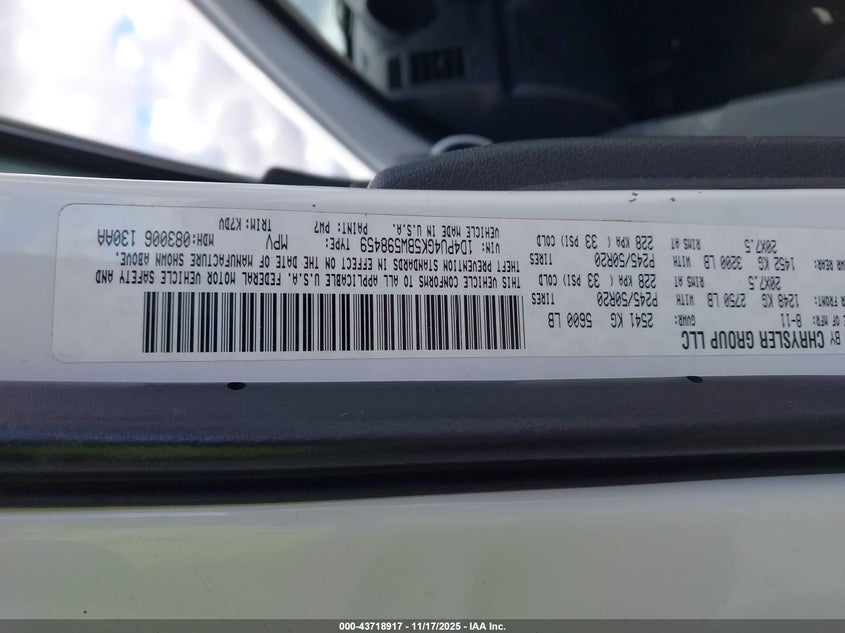 BY CHRYSLER GROUP LLC
OF MFR: 8-11 GVWR: 2541 KG 5600 LB
FRONT: 1248 KG 2750 LB WITH P245/50R20 TIRES
20X7.5 RIMS AT 228 KPA ( 33 PSI) COLD
REAR: 1452 KG 3200 LB WITH P245/50R20 TIRES
20X7.5 RIMS AT 228 KPA ( 33 PSI) COLD
THIS VEHICLE CONFORMS TO ALL APPLICABLE U.S.A. FEDERAL MOTOR VEHICLE SAFETY AND
THEFT PREVENTION STANDARDS IN EFFECT ON THE DATE OF MANUFACTURE SHOWN ABOVE.
VIN: 1D4PU4GK5BW598459 TYPE: MPV MDH:083006 130AA
VEHICLE MADE IN U.S.A. PAINT: PW7 TRIM: K7DV
000-43718917 - 11/17/2025 - IAA Inc.